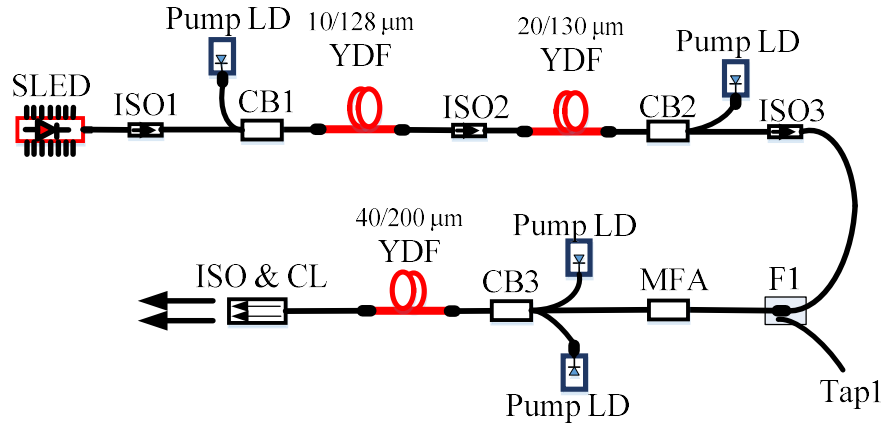 Pump LD
10/128 μm
YDF
20/130 μm
YDF
Pump LD
SLED
ISO1
CB1
ISO2
CB2
ISO3
40/200 μm
YDF
Pump LD
ISO & CL
CB3
MFA
F1
Pump LD
Tap1